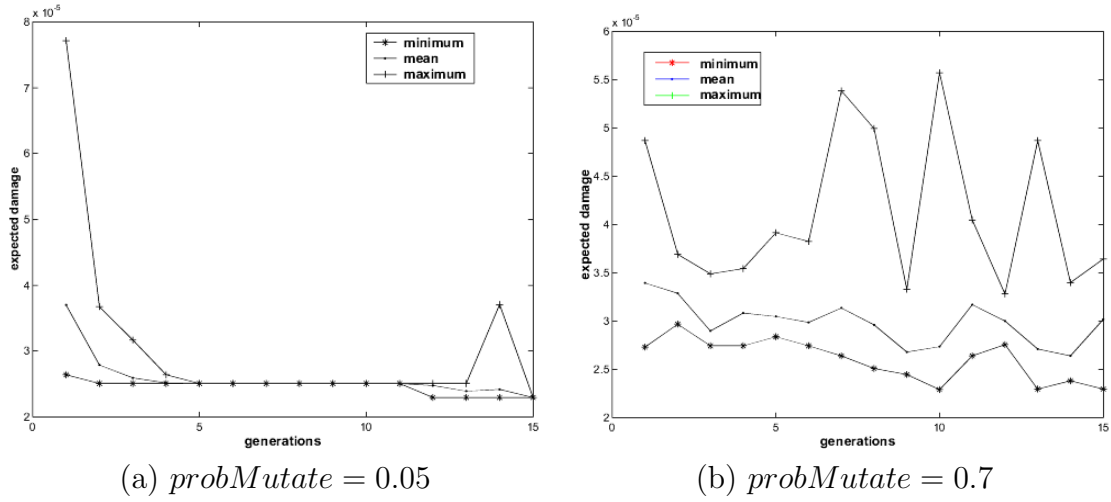 x 10⁻⁵
8
7
6
5
4
3
2
expected damage
minimum
mean
maximum
0 5 10 15
generations
(a) probMutate = 0.05
x 10⁻⁵
6
5.5
5
4.5
4
3.5
3
2.5
2
expected damage
minimum
mean
maximum
0 5 10 15
generations
(b) probMutate = 0.7